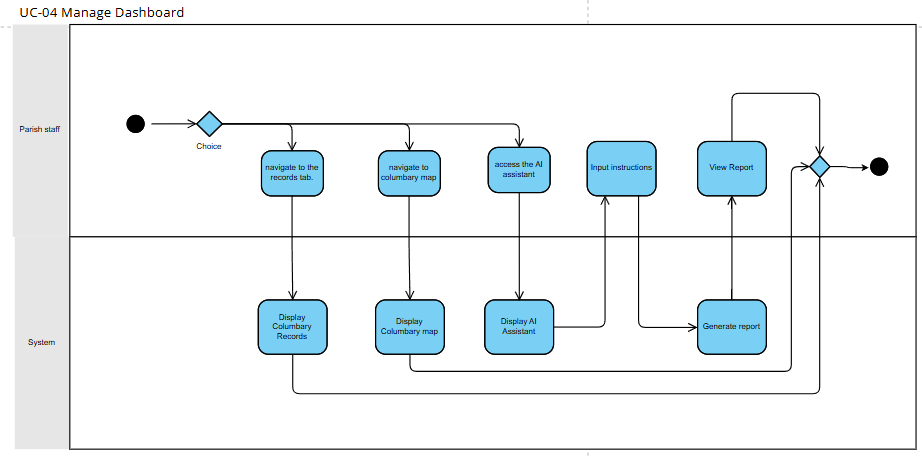 UC-04 Manage Dashboard
Parish staff
Choice
navigate to the
records tab.
navigate to
columbary map
access the AI
assistant
Input instructions
View Report
System
Display
Columbary
Records
Display
Columbary map
Display AI
Assistant
Generate report